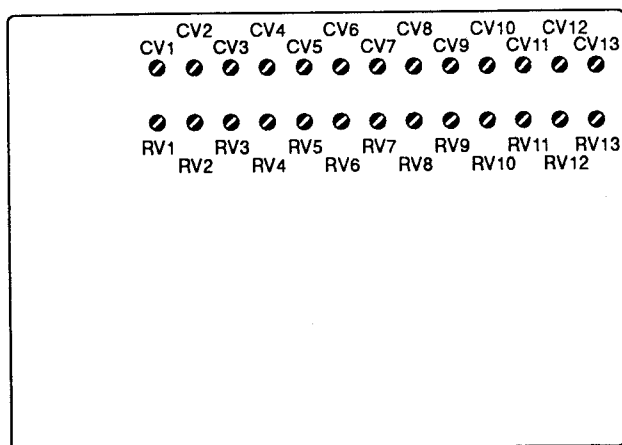 CV2 CV4 CV6 CV8 CV10 CV12
CV1 CV3 CV5 CV7 CV9 CV11 CV13
RV1 RV3 RV5 RV7 RV9 RV11 RV13
RV2 RV4 RV6 RV8 RV10 RV12